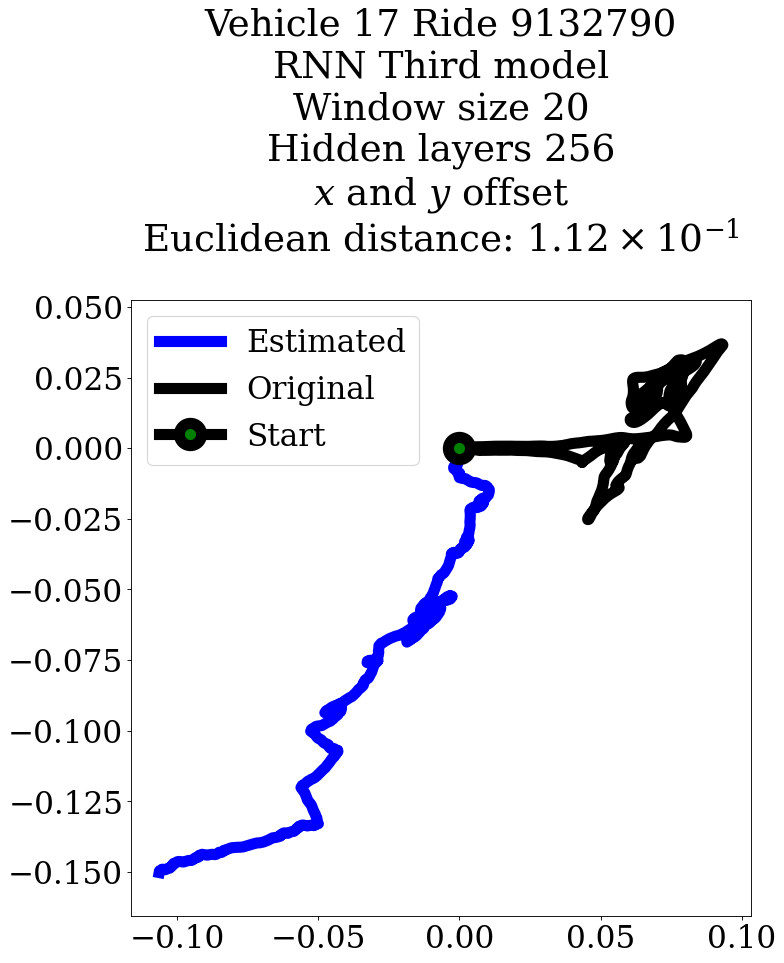 Vehicle 17 Ride 9132790
RNN Third model
Window size 20
Hidden layers 256
x and y offset
Euclidean distance: 1.12 × 10⁻¹
Estimated
Original
Start
0.050
0.025
0.000
−0.025
−0.050
−0.075
−0.100
−0.125
−0.150
−0.10 −0.05 0.00 0.05 0.10